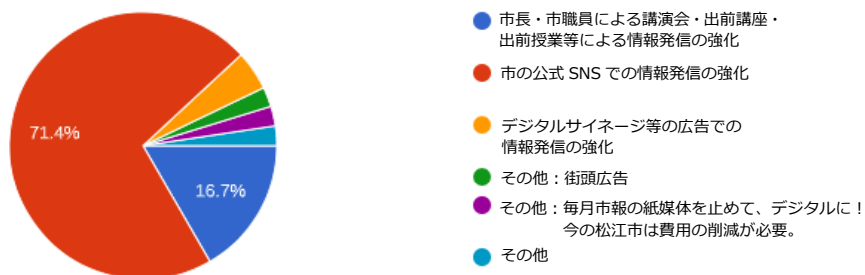 71.4%
16.7%
市長・市職員による講演会・出前講座・
出前授業等による情報発信の強化
市の公式 SNS での情報発信の強化
デジタルサイネージ等の広告での
情報発信の強化
その他：街頭広告
その他：毎月市報の紙媒体を止めて、デジタルに！
今の松江市は費用の削減が必要。
その他